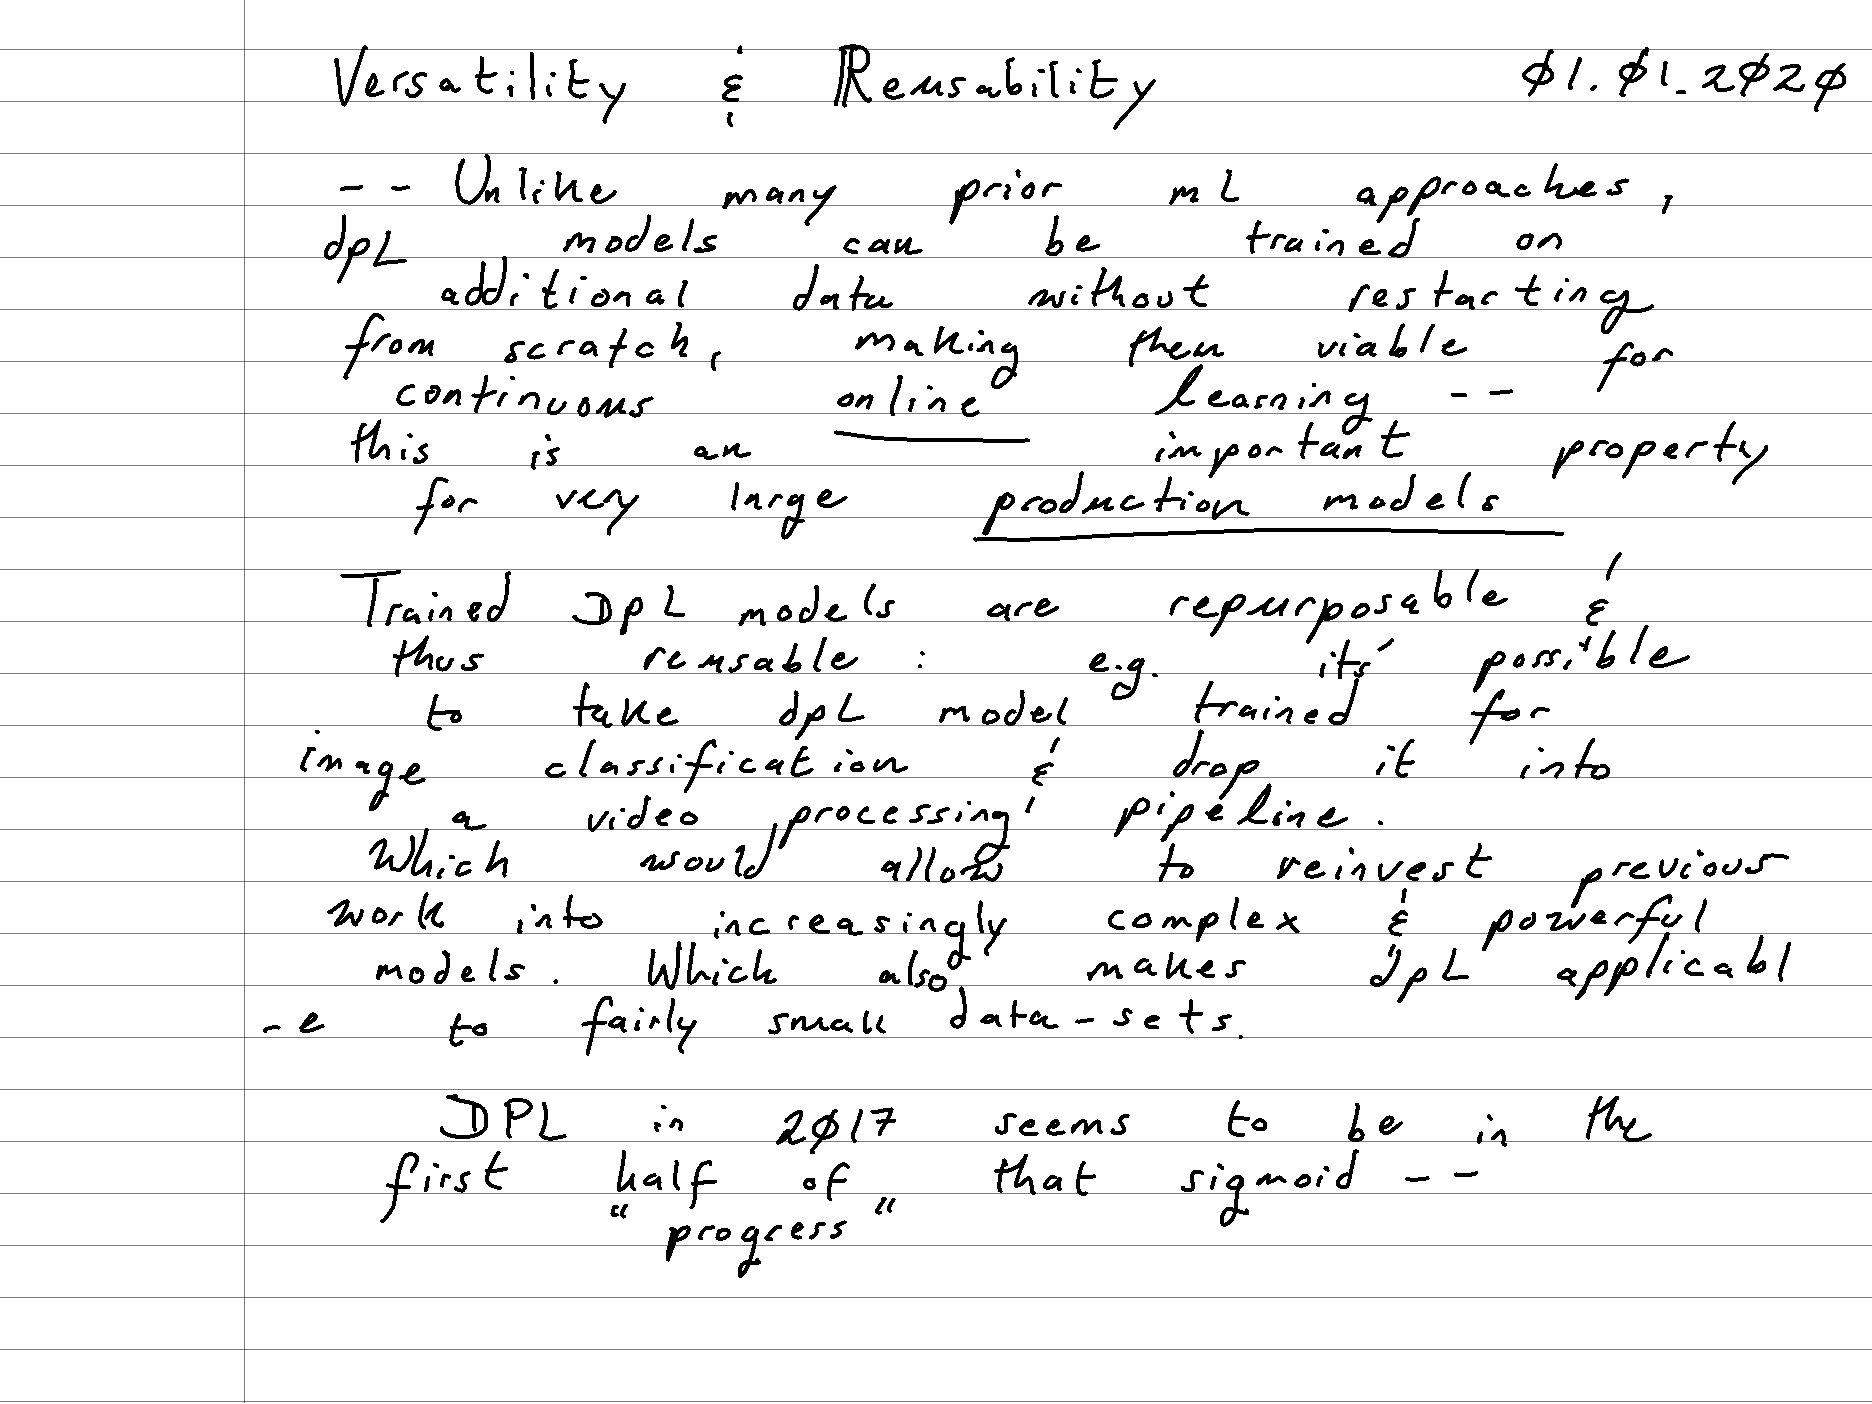 Versatility & Reusability 01.01.2020
-- Unlike many prior mL approaches,
dpL models can be trained on
additional data without restarting
from scratch, making them viable for
continuous online learning --
this is an important property
for very large production models
Trained DpL models are repurposable &
thus reusable : e.g. its' possible
to take dpL model trained for
image classification & drop it into
a video 'processing' pipeline.
Which would allow to reinvest previous
work into increasingly complex & powerful
models. Which also makes dpL applicabl
-e to fairly small data-sets.
DPL in 2017 seems to be in the
first half of that sigmoid --
"progress"